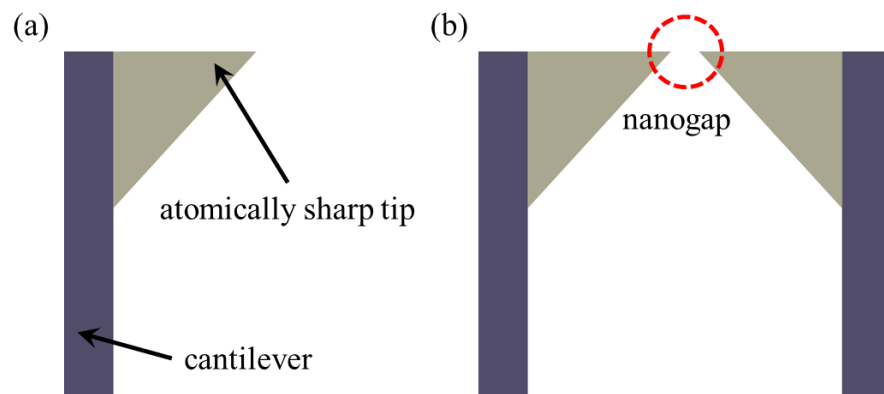 (a)
atomically sharp tip
cantilever
(b)
nanogap